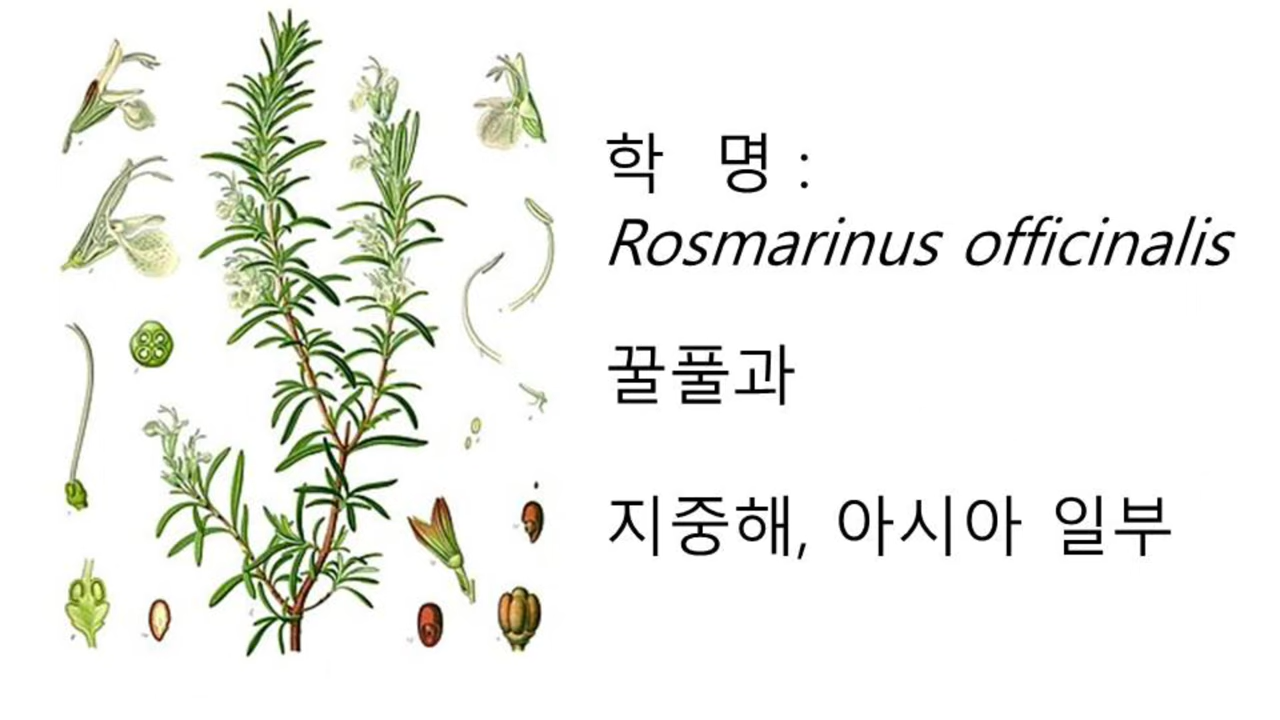 학 명 :
Rosmarinus officinalis
꿀풀과
지중해, 아시아 일부